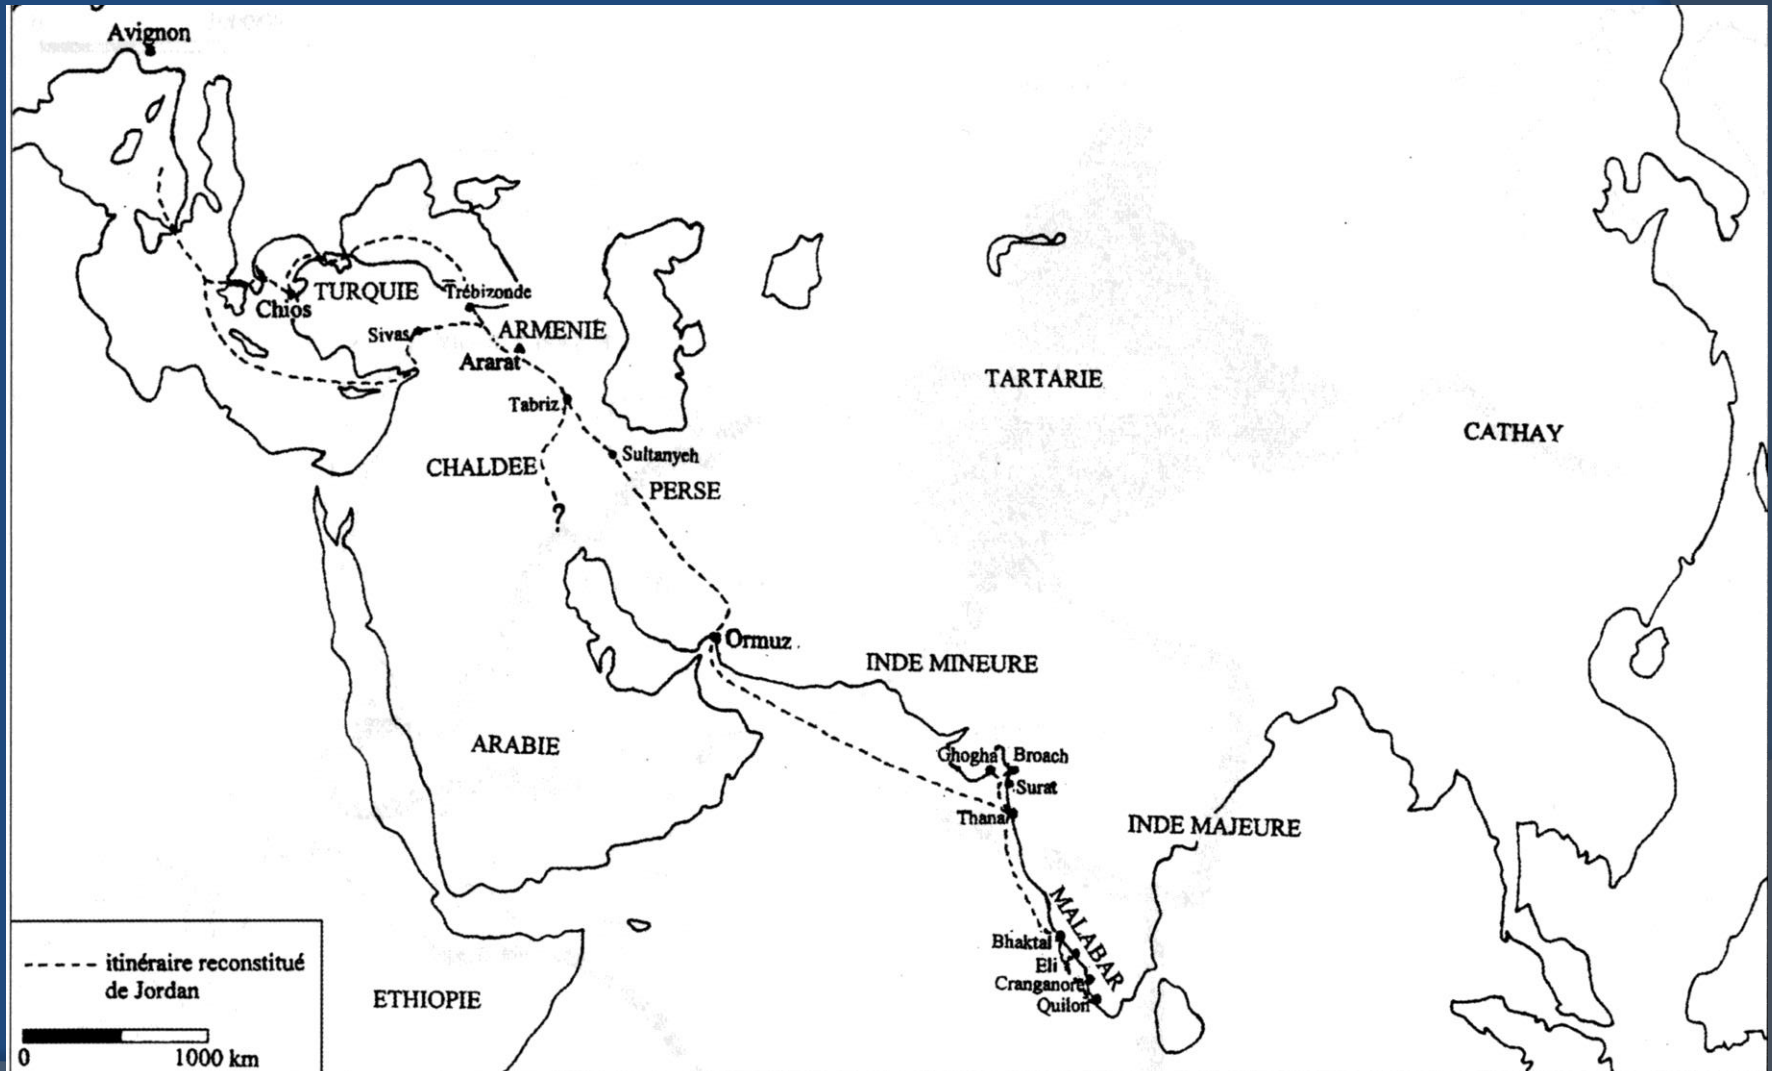 Avignon
TURQUIE
Trébizonde
Chios
Sivas
ARMENIE
Ararat
TARTARIE
Tabriz
CATHAY
Sultanyeh
CHALDEE
PERSE
?
Ormuz
INDE MINEURE
ARABIE
Ghogha
Broach
Surat
Thana
INDE MAJEURE
MALABAR
Bhaktal
Eli
Cranganore
Quilon
ETHIOPIE
itinéraire reconstitué
de Jordan
0 1000 km